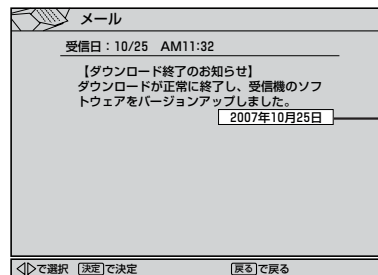 メール
受信日：10/25　AM11:32
【ダウンロード終了のお知らせ】
ダウンロードが正常に終了し、受信機のソフ
トウェアをバージョンアップしました。
2007年10月25日
で選択 決定で決定 戻るで戻る